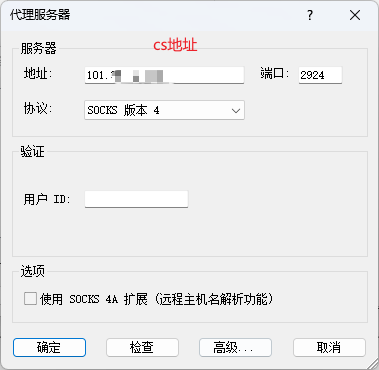 代理服务器
cs地址
服务器
地址: 101. 端口: 2924
协议: SOCKS 版本 4
验证
用户 ID:
选项
使用 SOCKS 4A 扩展 (远程主机名解析功能)
确定 检查 高级... 取消